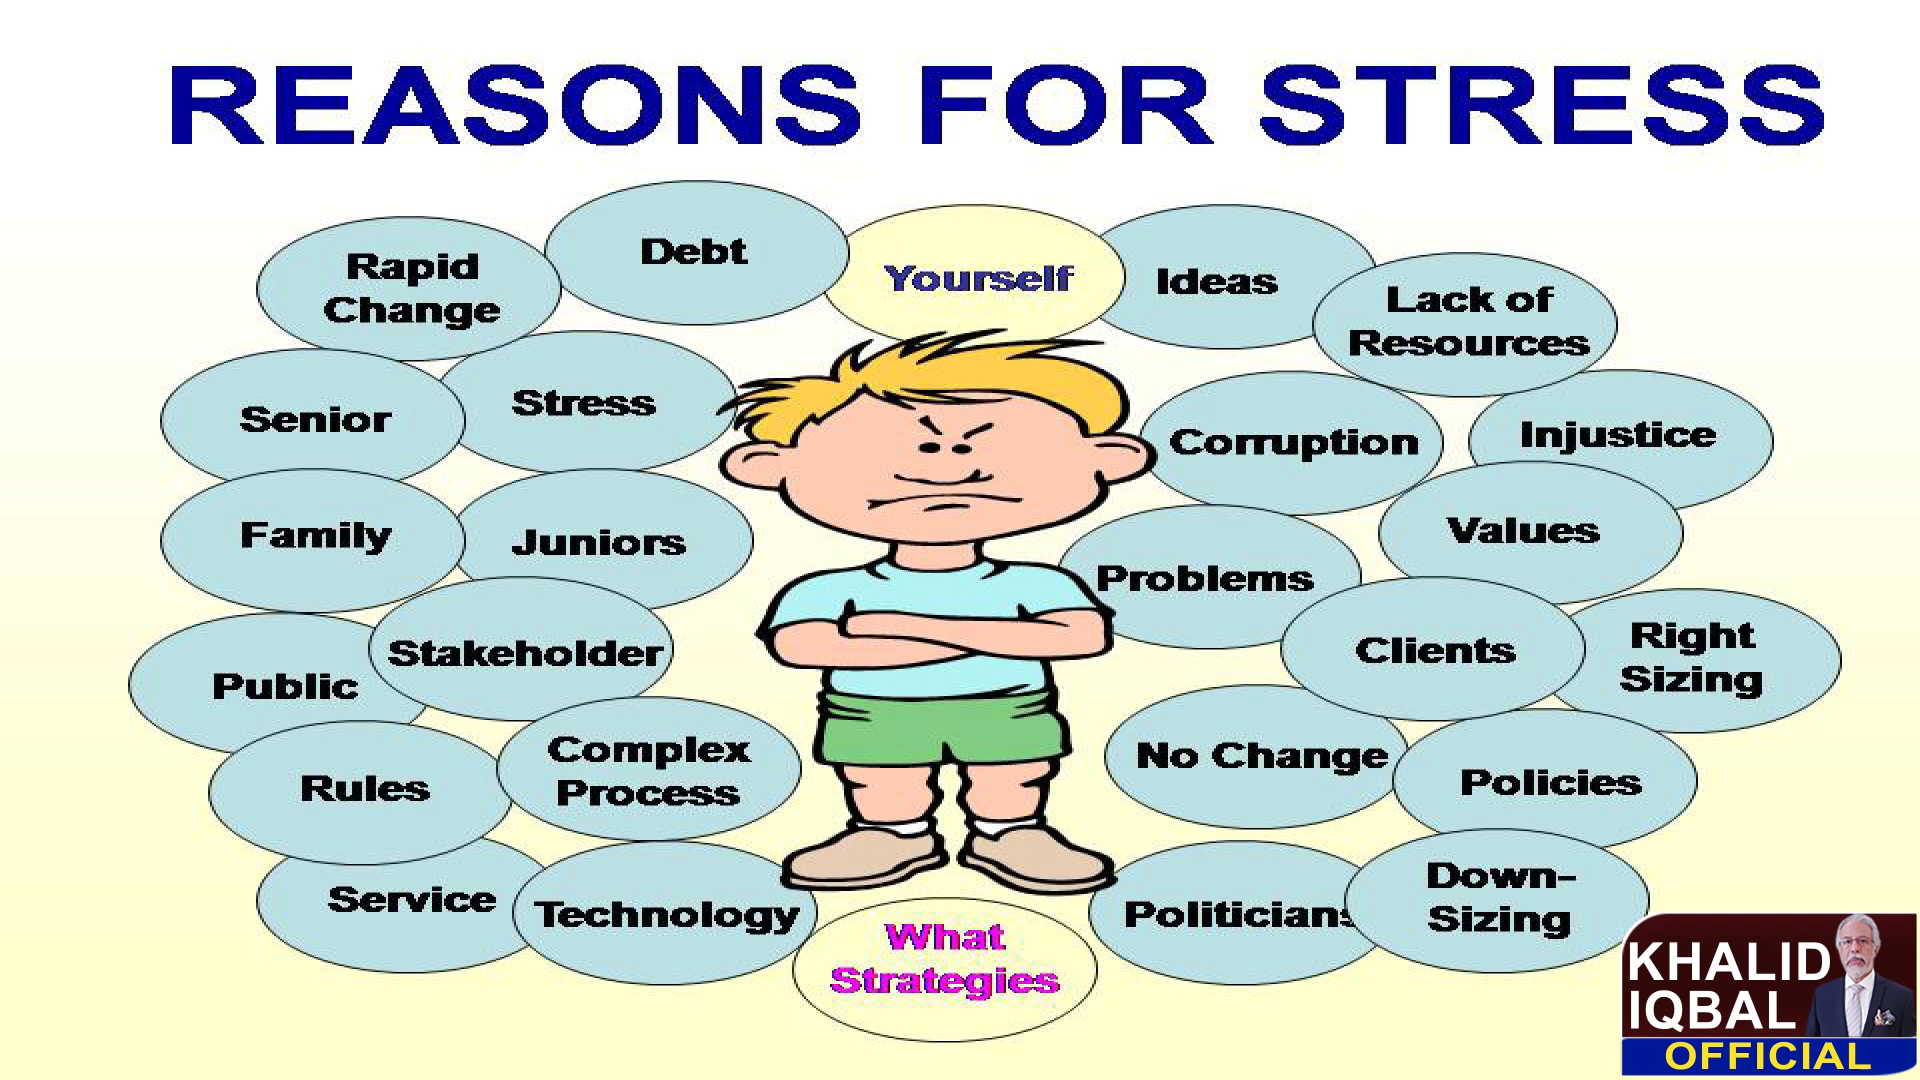 REASONS FOR STRESS
Rapid
Change
Debt
Yourself
Ideas
Lack of
Resources
Senior
Stress
Corruption
Injustice
Family
Juniors
Values
Problems
Public
Stakeholder
Clients
Right
Sizing
Rules
Complex
Process
No Change
Policies
Service
Technology
What
Strategies
Politicians
Down-
Sizing
KHALID
IQBAL
OFFICIAL